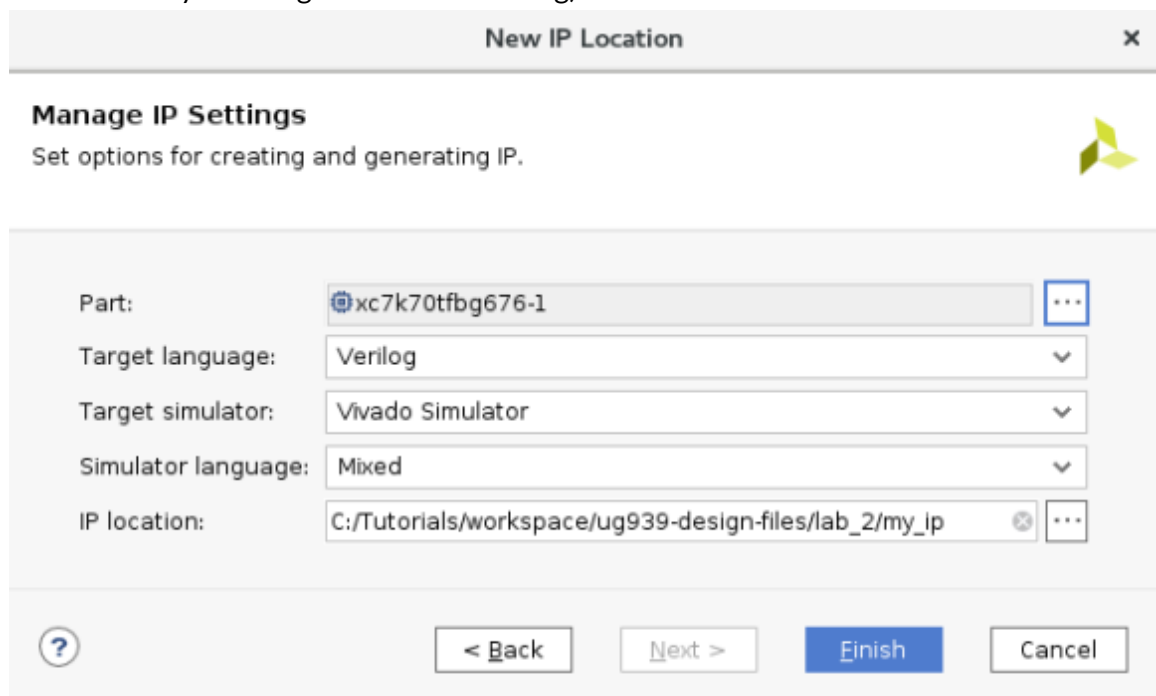 New IP Location
Manage IP Settings
Set options for creating and generating IP.
Part: xc7k70tfbg676-1 ...
Target language: Verilog
Target simulator: Vivado Simulator
Simulator language: Mixed
IP location: C:/Tutorials/workspace/ug939-design-files/lab_2/my_ip ...
? < Back Next > Finish Cancel